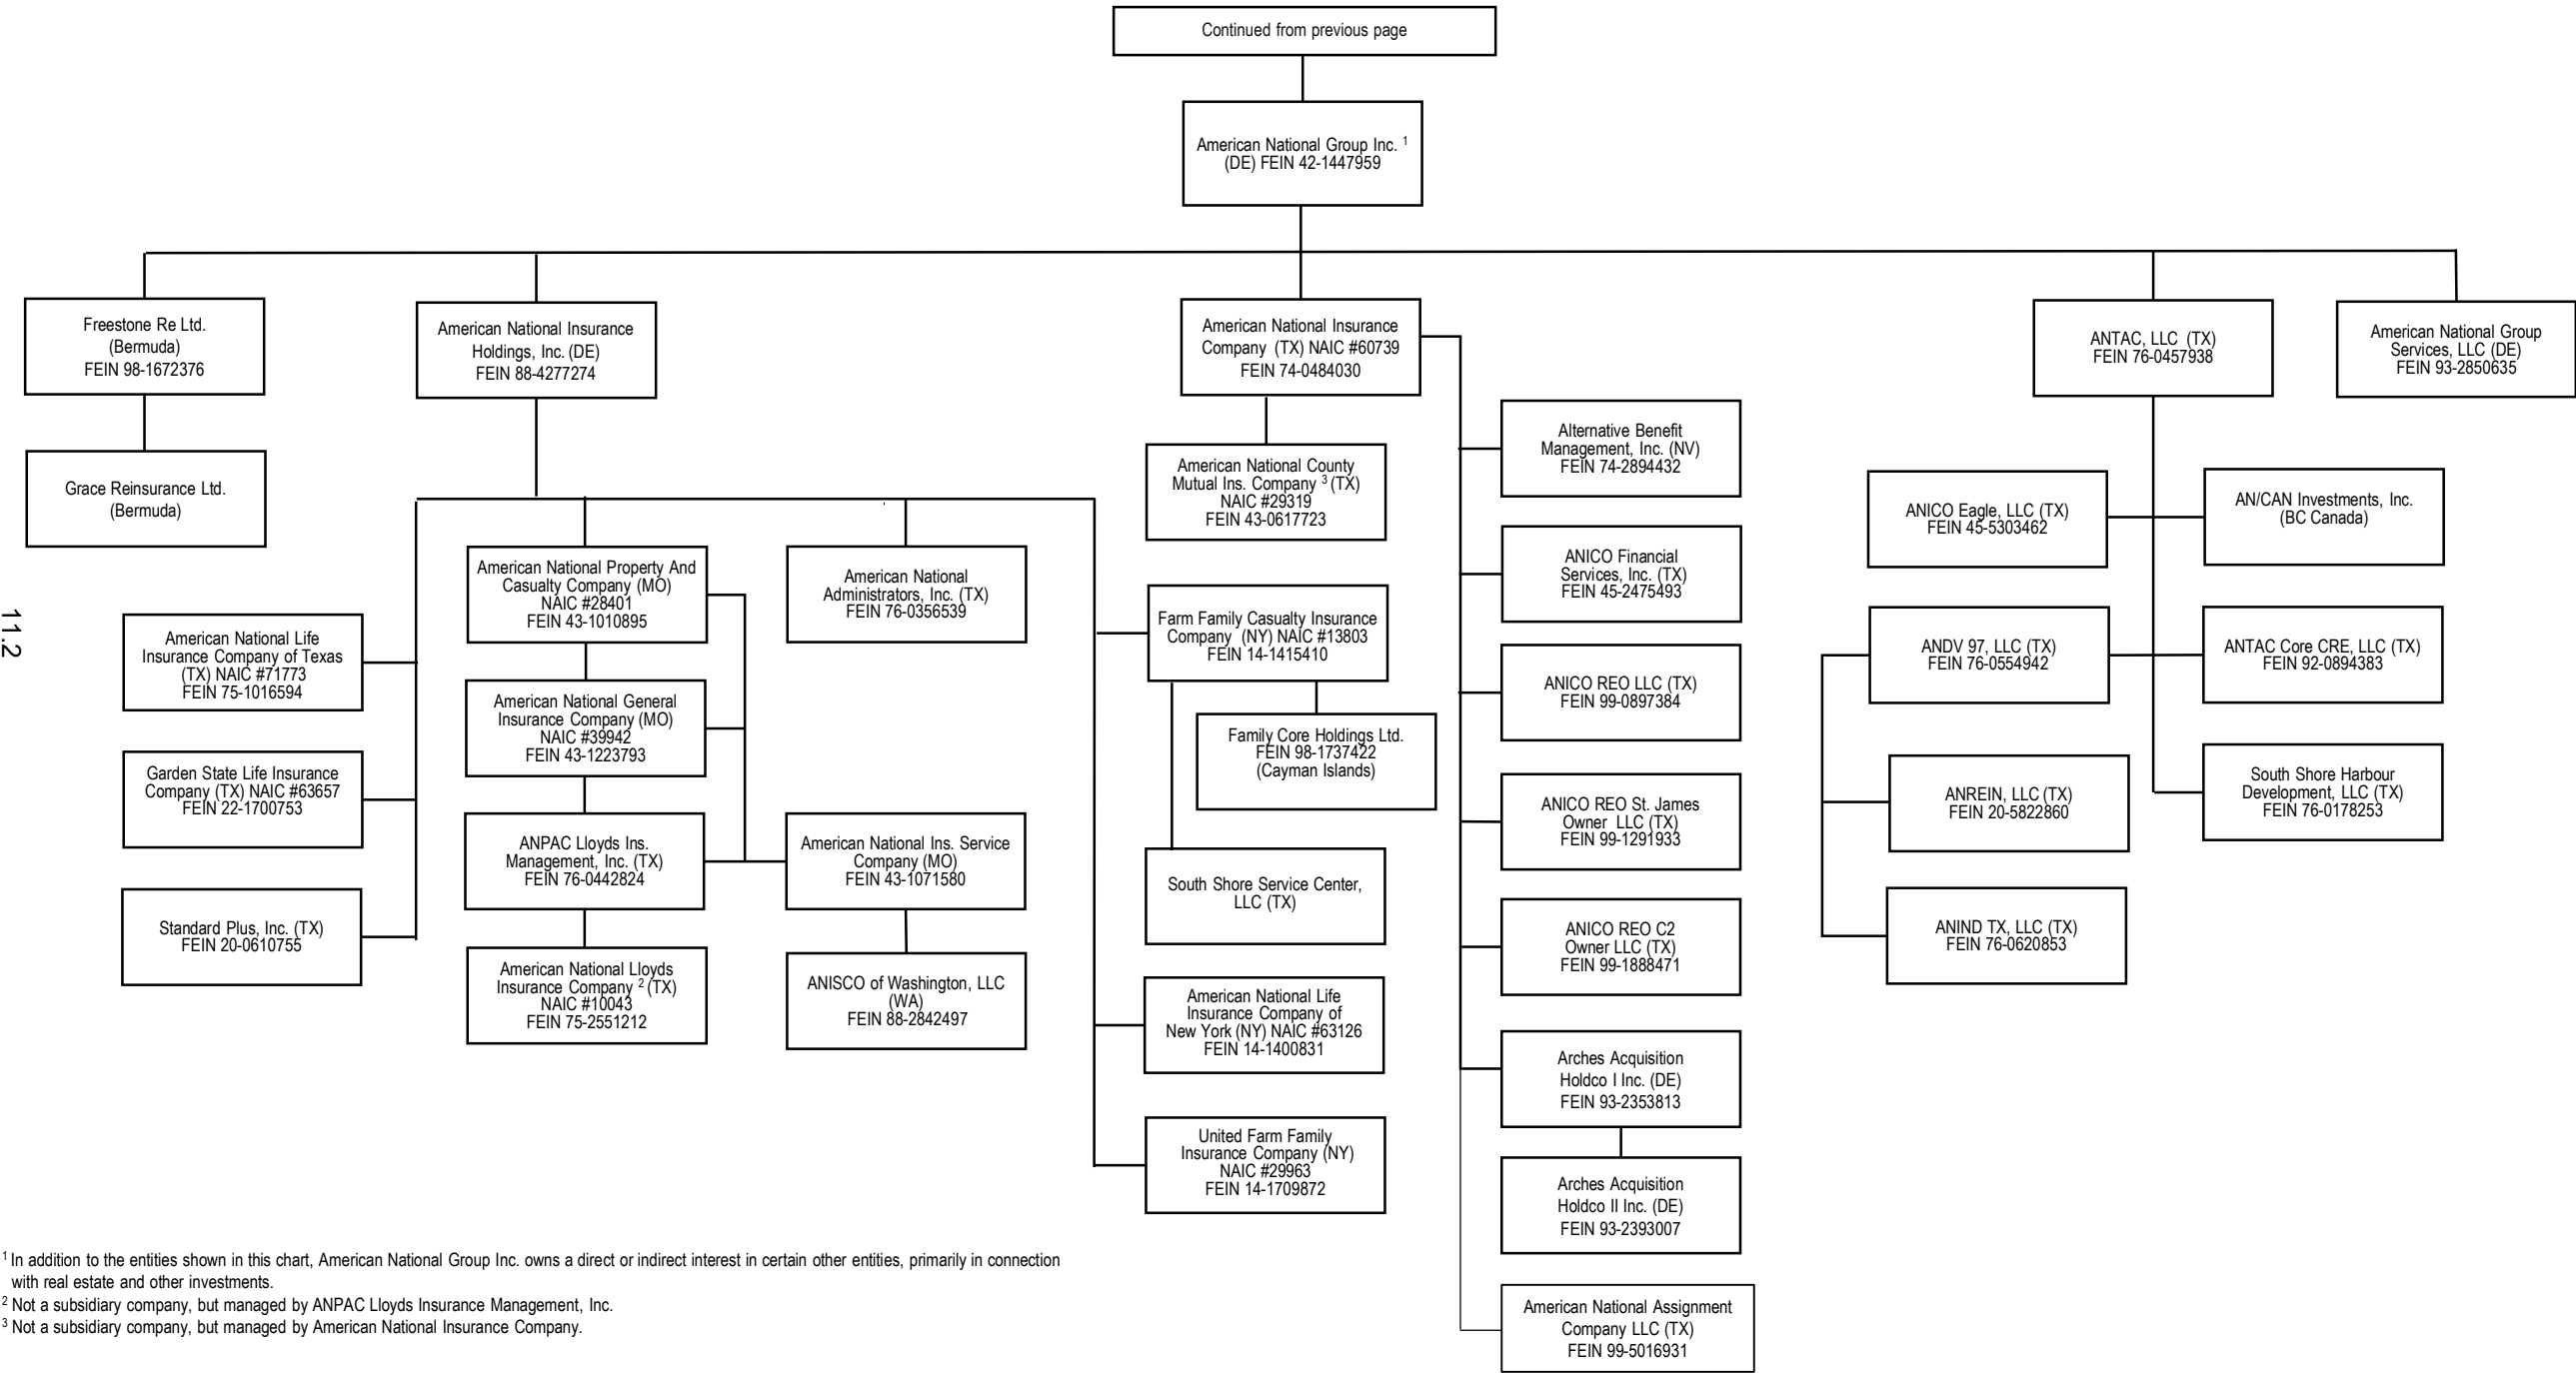 Continued from previous page
American National Group Inc. 1
(DE) FEIN 42-1447959
Freestone Re Ltd.
(Bermuda)
FEIN 98-1672376
American National Insurance
Holdings, Inc. (DE)
FEIN 88-4277274
American National Insurance
Company (TX) NAIC #60739
FEIN 74-0484030
ANTAC, LLC (TX)
FEIN 76-0457938
American National Group
Services, LLC (DE)
FEIN 93-2850635
Grace Reinsurance Ltd.
(Bermuda)
American National Life
Insurance Company of Texas
(TX) NAIC #71773
FEIN 75-1016594
Garden State Life Insurance
Company (TX) NAIC #63657
FEIN 22-1700753
Standard Plus, Inc. (TX)
FEIN 20-0610755
American National Property And
Casualty Company (MO)
NAIC #28401
FEIN 43-1010895
American National General
Insurance Company (MO)
NAIC #39942
FEIN 43-1223793
ANPAC Lloyds Ins.
Management, Inc. (TX)
FEIN 76-0442824
American National Lloyds
Insurance Company 2 (TX)
NAIC #10043
FEIN 75-2551212
American National
Administrators, Inc. (TX)
FEIN 76-0356539
American National Ins. Service
Company (MO)
FEIN 43-1071580
ANISCO of Washington, LLC
(WA)
FEIN 88-2842497
American National County
Mutual Ins. Company 3 (TX)
NAIC #29319
FEIN 43-0617723
Farm Family Casualty Insurance
Company (NY) NAIC #13803
FEIN 14-1415410
Family Core Holdings Ltd.
FEIN 98-1737422
(Cayman Islands)
South Shore Service Center,
LLC (TX)
American National Life
Insurance Company of
New York (NY) NAIC #63126
FEIN 14-1400831
United Farm Family
Insurance Company (NY)
NAIC #29963
FEIN 14-1709872
Alternative Benefit
Management, Inc. (NV)
FEIN 74-2894432
ANICO Financial
Services, Inc. (TX)
FEIN 45-2475493
ANICO REO LLC (TX)
FEIN 99-0897384
ANICO REO St. James
Owner LLC (TX)
FEIN 99-1291933
ANICO REO C2
Owner LLC (TX)
FEIN 99-1888471
Arches Acquisition
Holdco I Inc. (DE)
FEIN 93-2353813
Arches Acquisition
Holdco II Inc. (DE)
FEIN 93-2393007
American National Assignment
Company LLC (TX)
FEIN 99-5016931
ANICO Eagle, LLC (TX)
FEIN 45-5303462
AN/CAN Investments, Inc.
(BC Canada)
ANDV 97, LLC (TX)
FEIN 76-0554942
ANTAC Core CRE, LLC (TX)
FEIN 92-0894383
ANREIN, LLC (TX)
FEIN 20-5822860
South Shore Harbour
Development, LLC (TX)
FEIN 76-0178253
ANIND TX, LLC (TX)
FEIN 76-0620853
11.2
1 In addition to the entities shown in this chart, American National Group Inc. owns a direct or indirect interest in certain other entities, primarily in connection
with real estate and other investments.
2 Not a subsidiary company, but managed by ANPAC Lloyds Insurance Management, Inc.
3 Not a subsidiary company, but managed by American National Insurance Company.